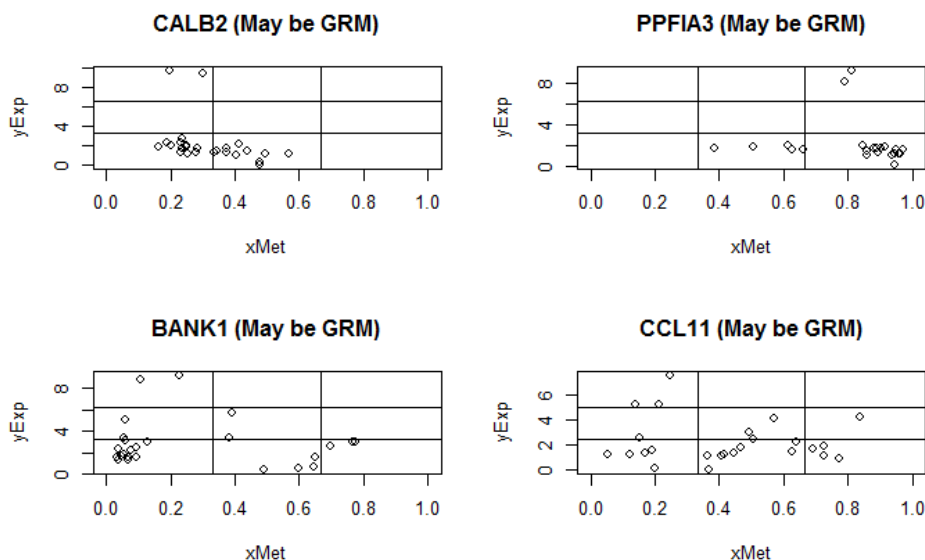 CALB2 (May be GRM)
yExp
0 4 8
0.0 0.2 0.4 0.6 0.8 1.0
xMet
PPFIA3 (May be GRM)
yExp
0 4 8
0.0 0.2 0.4 0.6 0.8 1.0
xMet
BANK1 (May be GRM)
yExp
0 4 8
0.0 0.2 0.4 0.6 0.8 1.0
xMet
CCL11 (May be GRM)
yExp
0 2 4 6
0.0 0.2 0.4 0.6 0.8 1.0
xMet